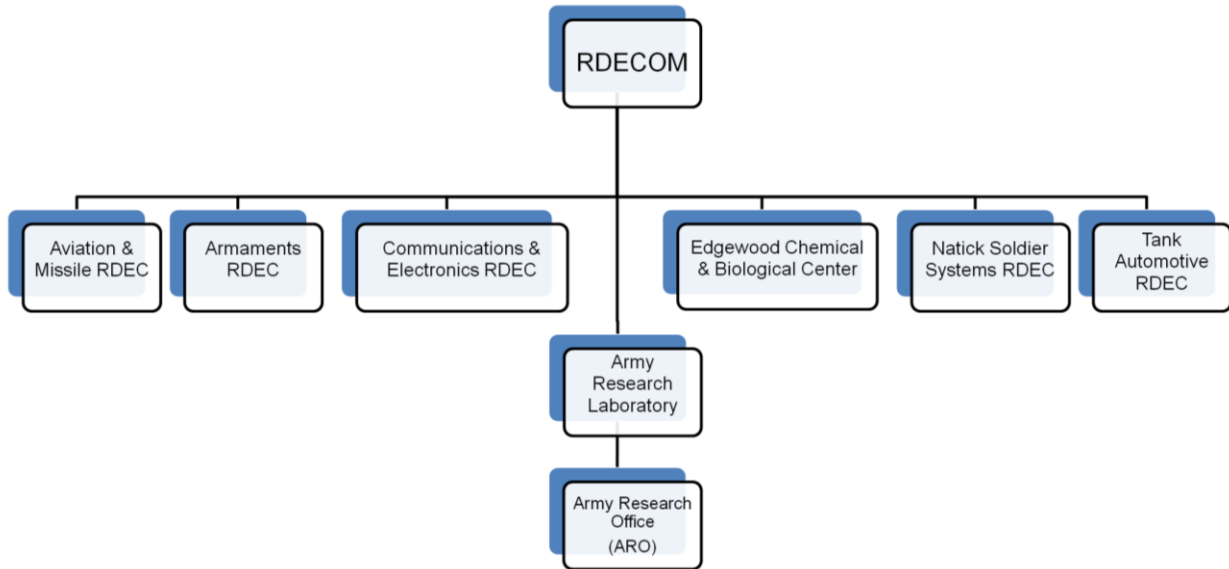 RDECOM
Aviation &
Missile RDEC
Armaments
RDEC
Communications &
Electronics RDEC
Edgewood Chemical
& Biological Center
Natick Soldier
Systems RDEC
Tank
Automotive
RDEC
Army
Research
Laboratory
Army Research
Office
(ARO)